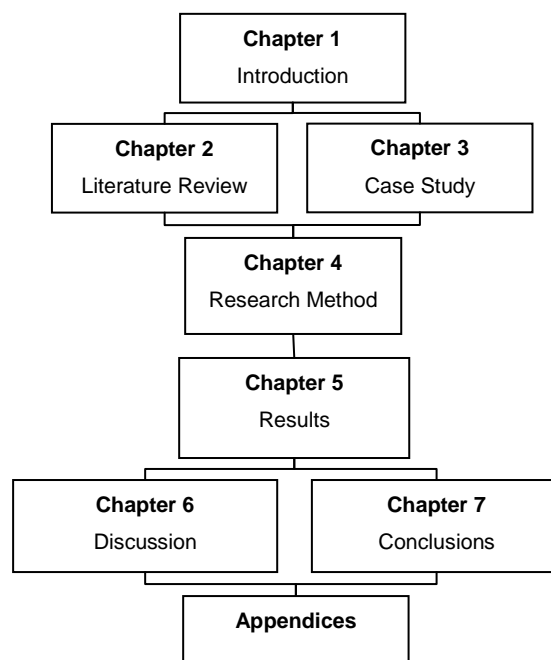 Chapter 1
Introduction
Chapter 2
Literature Review
Chapter 3
Case Study
Chapter 4
Research Method
Chapter 5
Results
Chapter 6
Discussion
Chapter 7
Conclusions
Appendices